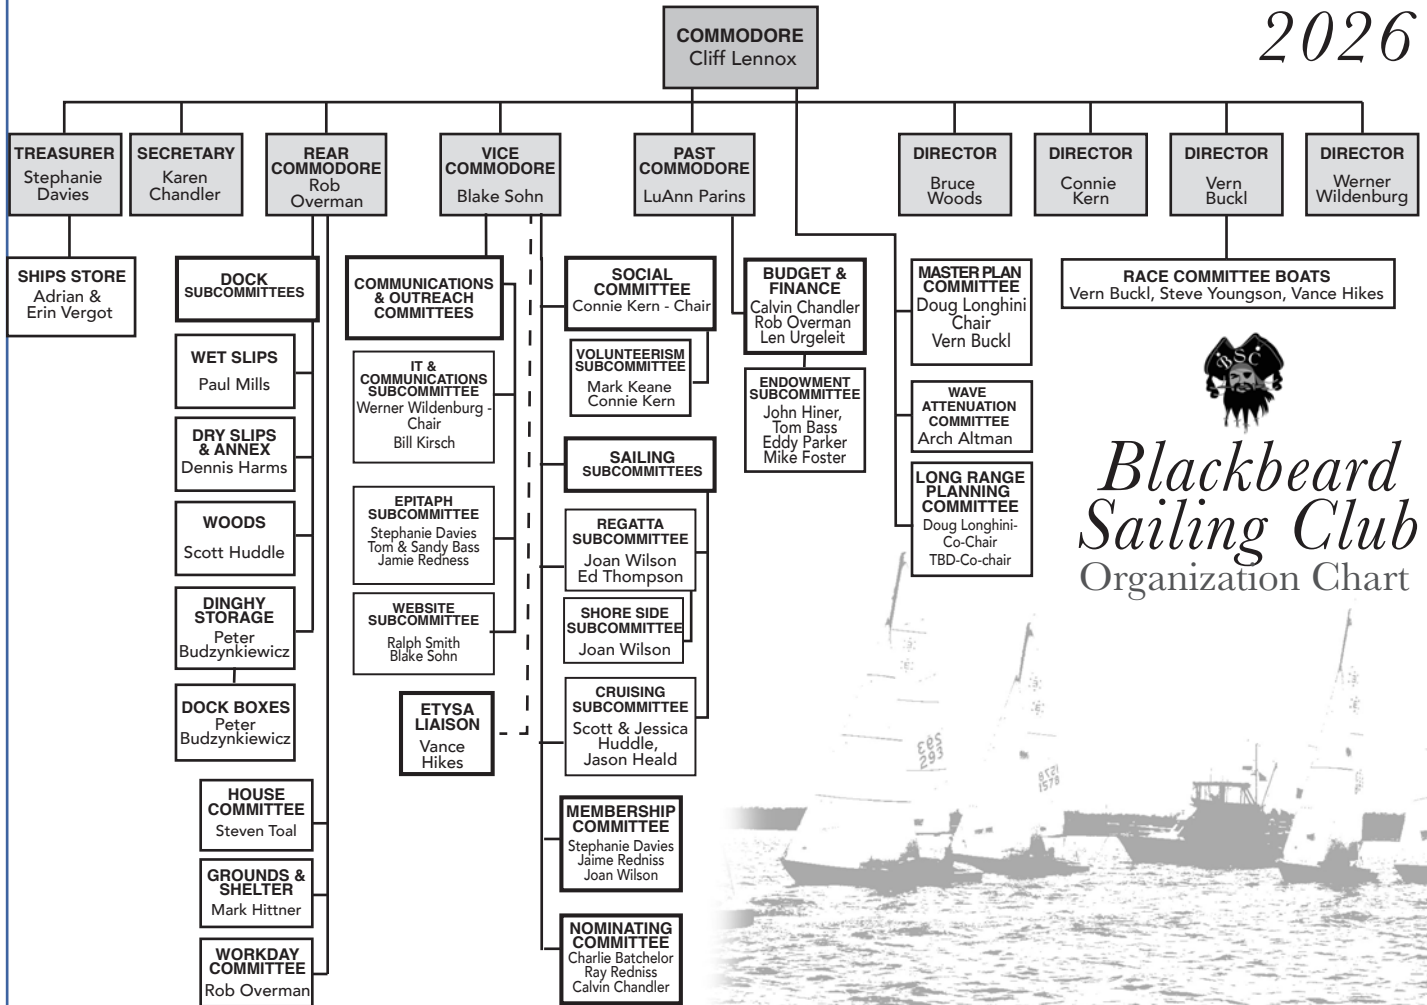 2026
COMMODORE
Cliff Lennox
TREASURER
Stephanie
Davies
SECRETARY
Karen
Chandler
REAR
COMMODORE
Rob
Overman
VICE
COMMODORE
Blake Sohn
PAST
COMMODORE
LuAnn Parins
DIRECTOR
Bruce
Woods
DIRECTOR
Connie
Kern
DIRECTOR
Vern
Buckl
DIRECTOR
Werner
Wildenburg
SHIPS STORE
Adrian &
Erin Vergot
DOCK
SUBCOMMITTEES
WET SLIPS
Paul Mills
DRY SLIPS
& ANNEX
Dennis Harms
WOODS
Scott Huddle
DINGHY
STORAGE
Peter
Budzynkiewicz
DOCK BOXES
Peter
Budzynkiewicz
HOUSE
COMMITTEE
Steven Toal
GROUNDS &
SHELTER
Mark Hittner
WORKDAY
COMMITTEE
Rob Overman
COMMUNICATIONS
& OUTREACH
COMMITTEES
IT &
COMMUNICATIONS
SUBCOMMITTEE
Werner Wildenburg -
Chair
Bill Kirsch
EPITAPH
SUBCOMMITTEE
Stephanie Davies
Tom & Sandy Bass
Jamie Redness
WEBSITE
SUBCOMMITTEE
Ralph Smith
Blake Sohn
ETYSA
LIAISON
Vance
Hikes
SOCIAL
COMMITTEE
Connie Kern - Chair
VOLUNTEERISM
SUBCOMMITTEE
Mark Keane
Connie Kern
SAILING
SUBCOMMITTEES
REGATTA
SUBCOMMITTEE
Joan Wilson
Ed Thompson
SHORE SIDE
SUBCOMMITTEE
Joan Wilson
CRUISING
SUBCOMMITTEE
Scott & Jessica
Huddle,
Jason Heald
MEMBERSHIP
COMMITTEE
Stephanie Davies
Jaime Redniss
Joan Wilson
NOMINATING
COMMITTEE
Charlie Batchelor
Ray Redniss
Calvin Chandler
BUDGET &
FINANCE
Calvin Chandler
Rob Overman
Len Urgeleit
ENDOWMENT
SUBCOMMITTEE
John Hiner,
Tom Bass
Eddy Parker
Mike Foster
MASTER PLAN
COMMITTEE
Doug Longhini
Chair
Vern Buckl
WAVE
ATTENUATION
COMMITTEE
Arch Altman
LONG RANGE
PLANNING
COMMITTEE
Doug Longhini-
Co-Chair
TBD-Co-chair
RACE COMMITTEE BOATS
Vern Buckl, Steve Youngson, Vance Hikes
BSC
Blackbeard
Sailing Club
Organization Chart
293
1578